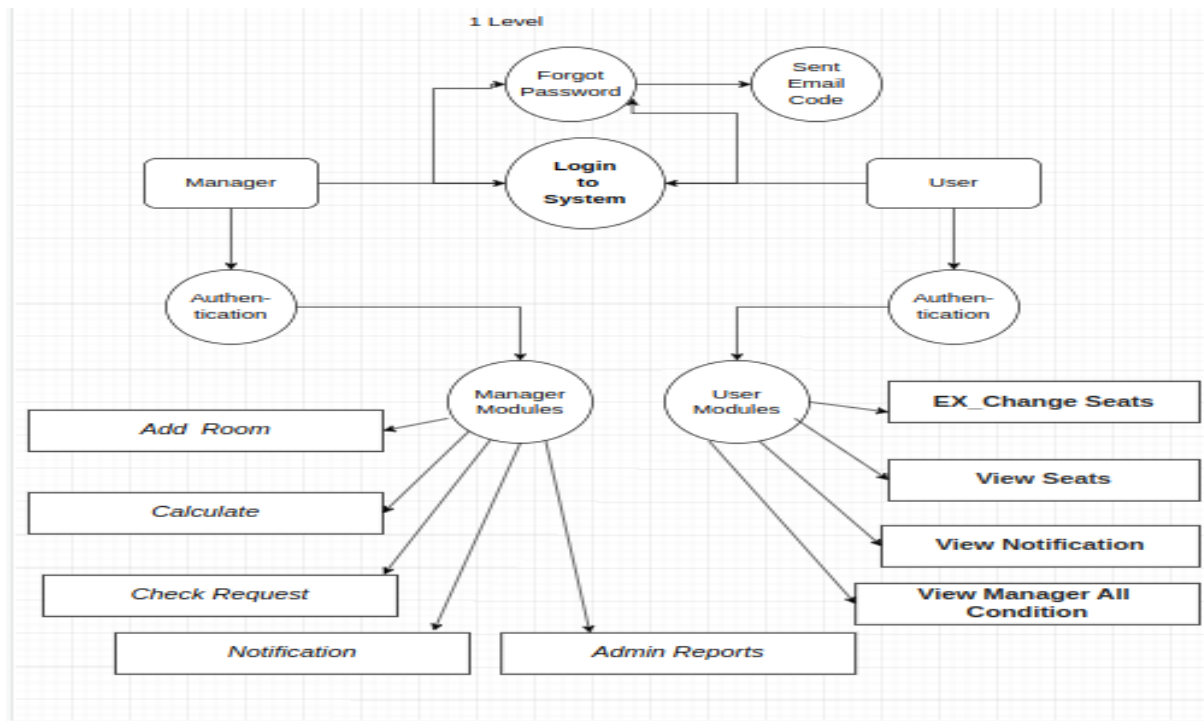 1 Level
Forgot
Password
Sent
Email
Code
Manager
Login
to
System
User
Authen-
tication
Authen-
tication
Manager
Modules
User
Modules
Add Room
Calculate
Check Request
Notification
Admin Reports
EX_Change Seats
View Seats
View Notification
View Manager All
Condition